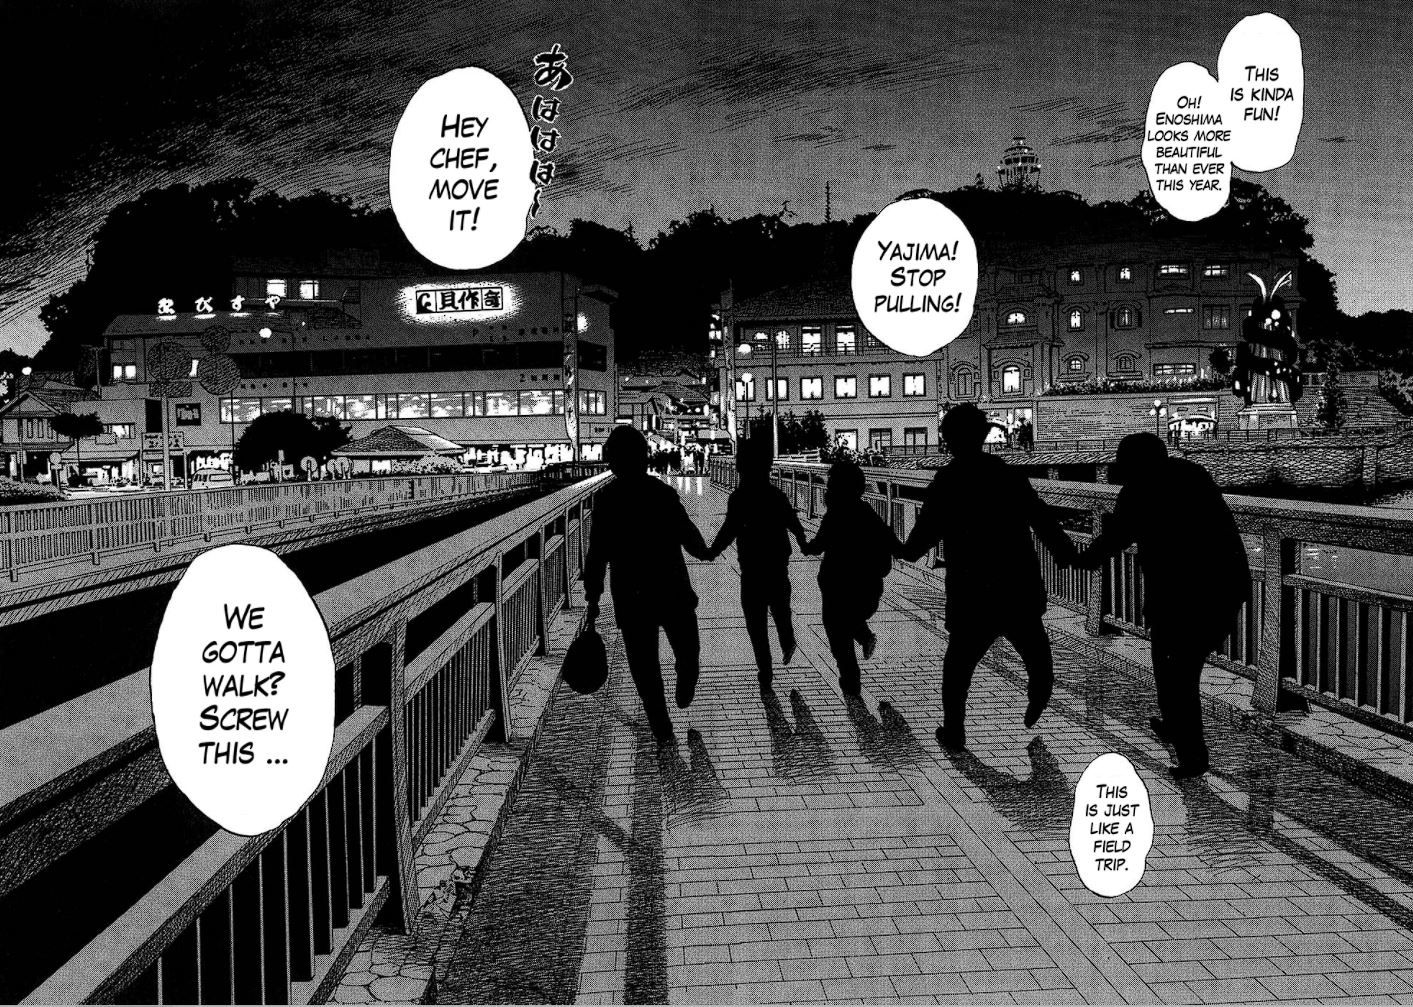 THIS
IS KINDA
FUN!
OH!
ENOSHIMA
LOOKS MORE
BEAUTIFUL
THAN EVER
THIS YEAR.
YAJIMA!
STOP
PULLING!
あははは～
HEY
CHEF,
MOVE
IT!
ゑびすや
貝作
WE
GOTTA
WALK?
SCREW
THIS ...
THIS
IS JUST
LIKE A
FIELD
TRIP.